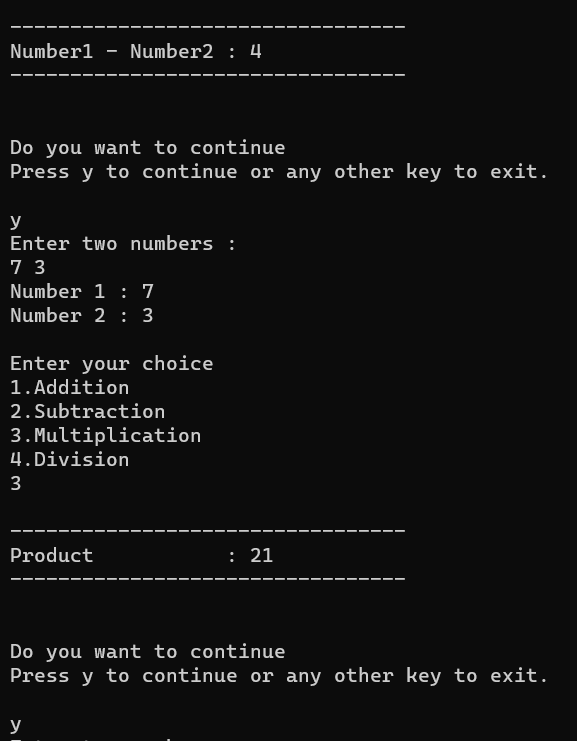 ---------------------------------
Number1 - Number2 : 4
---------------------------------
Do you want to continue
Press y to continue or any other key to exit.
y
Enter two numbers :
7 3
Number 1 : 7
Number 2 : 3
Enter your choice
1.Addition
2.Subtraction
3.Multiplication
4.Division
3
---------------------------------
Product           : 21
---------------------------------
Do you want to continue
Press y to continue or any other key to exit.
y